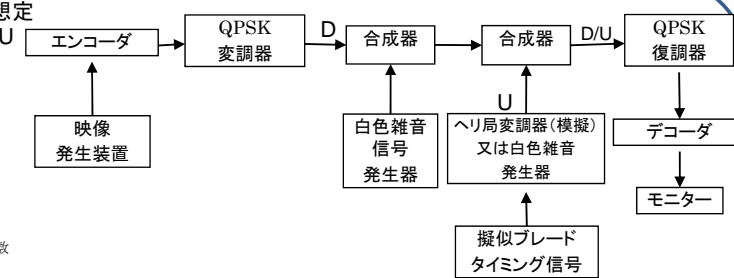 想定
U
エンコーダ
QPSK
変調器
D
合成器
合成器
D/U
QPSK
復調器
映像
発生装置
白色雑音
信号
発生器
U
ヘリ局変調器(模擬)
又は白色雑音
発生器
デコーダ
モニター
擬似ブレード
タイミング信号
数